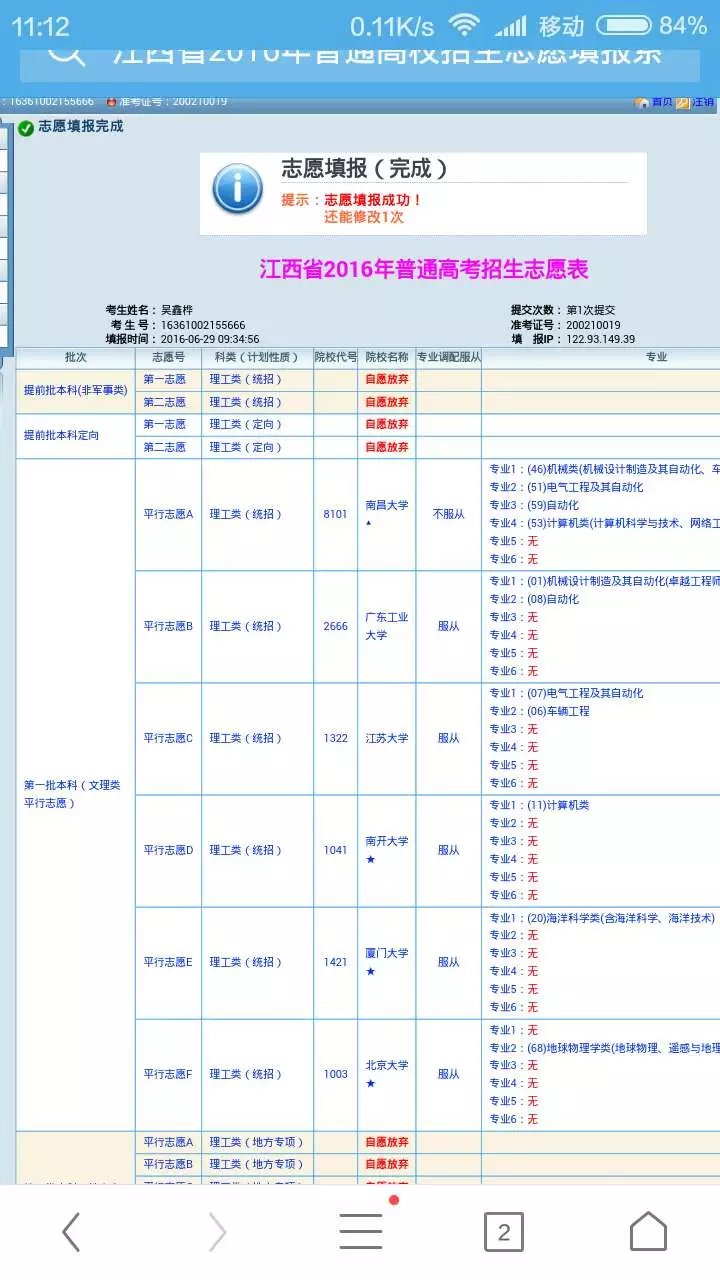 11:12 0.11K/s 移动 84%
江西省2016年普通高校招生志愿填报系
: 16361002155666 准考证号: 200210019 首页 注销
志愿填报完成
志愿填报（完成）
提示：志愿填报成功！
还能修改1次
江西省2016年普通高考招生志愿表
考生姓名：吴鑫桦 提交次数：第1次提交
考 生 号：16361002155666 准考证号：200210019
填报时间：2016-06-29 09:34:56 填 报IP：122.93.149.39
批次 志愿号 科类（计划性质） 院校代号 院校名称 专业调配服从 专业
提前批本科(非军事类)
第一志愿 理工类（统招） 自愿放弃
第二志愿 理工类（统招） 自愿放弃
提前批本科定向
第一志愿 理工类（定向） 自愿放弃
第二志愿 理工类（定向） 自愿放弃
第一批本科（文理类
平行志愿）
平行志愿A 理工类（统招） 8101 南昌大学 ▲ 不服从
专业1：(46)机械类(机械设计制造及其自动化、车
专业2：(51)电气工程及其自动化
专业3：(59)自动化
专业4：(53)计算机类(计算机科学与技术、网络工
专业5：无
专业6：无
平行志愿B 理工类（统招） 2666 广东工业
大学 服从
专业1：(01)机械设计制造及其自动化(卓越工程师
专业2：(08)自动化
专业3：无
专业4：无
专业5：无
专业6：无
平行志愿C 理工类（统招） 1322 江苏大学 服从
专业1：(07)电气工程及其自动化
专业2：(06)车辆工程
专业3：无
专业4：无
专业5：无
专业6：无
平行志愿D 理工类（统招） 1041 南开大学 ★ 服从
专业1：(11)计算机类
专业2：无
专业3：无
专业4：无
专业5：无
专业6：无
平行志愿E 理工类（统招） 1421 厦门大学 ★ 服从
专业1：(20)海洋科学类(含海洋科学、海洋技术)
专业2：无
专业3：无
专业4：无
专业5：无
专业6：无
平行志愿F 理工类（统招） 1003 北京大学 ★ 服从
专业1：无
专业2：(68)地球物理学类(地球物理、遥感与地理
专业3：无
专业4：无
专业5：无
专业6：无
平行志愿A 理工类（地方专项） 自愿放弃
平行志愿B 理工类（地方专项） 自愿放弃
2